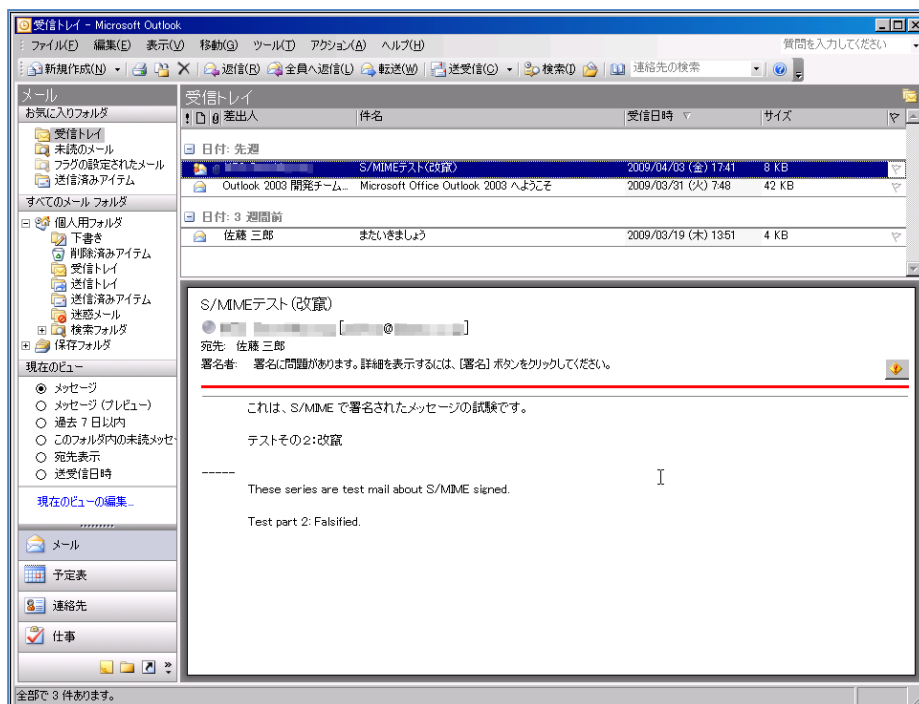 受信トレイ - Microsoft Outlook
ファイル(F) 編集(E) 表示(V) 移動(G) ツール(T) アクション(A) ヘルプ(H) 質問を入力してください
新規作成(N) 返信(R) 全員へ返信(L) 転送(W) 送受信(C) 検索(I) 連絡先の検索
メール
お気に入りフォルダ
受信トレイ
未読のメール
フラグの設定されたメール
送信済みアイテム
すべてのメール フォルダ
個人用フォルダ
下書き
削除済みアイテム
受信トレイ
送信トレイ
送信済みアイテム
迷惑メール
検索フォルダ
保存フォルダ
現在のビュー
メッセージ
メッセージ (プレビュー)
過去 7 日以内
このフォルダ内の未読メッセ
宛先表示
送受信日時
現在のビューの編集...
メール
予定表
連絡先
仕事
受信トレイ
差出人 件名 受信日時 サイズ
日付: 先週
S/MIMEテスト(改竄) 2009/04/03 (金) 17:41 8 KB
Outlook 2003 開発チーム... Microsoft Office Outlook 2003 へようこそ 2009/03/31 (火) 7:48 42 KB
日付: 3 週間前
佐藤 三郎 またいきましょう 2009/03/19 (木) 13:51 4 KB
S/MIMEテスト(改竄)
[ @ ]
宛先: 佐藤 三郎
署名者: 署名に問題があります。詳細を表示するには、[署名] ボタンをクリックしてください。
これは、S/MIME で署名されたメッセージの試験です。
テストその2:改竄
-----
These series are test mail about S/MIME signed.
Test part 2: Falsified.
全部で 3 件あります。